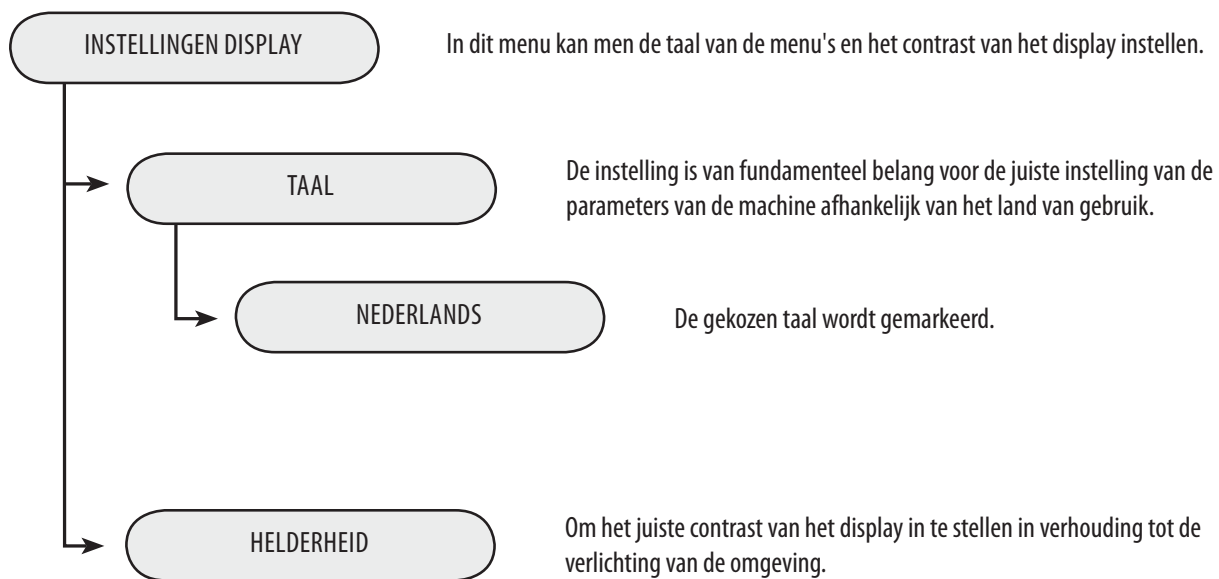 INSTELLINGEN DISPLAY
In dit menu kan men de taal van de menu's en het contrast van het display instellen.
TAAL
De instelling is van fundamenteel belang voor de juiste instelling van de
parameters van de machine afhankelijk van het land van gebruik.
NEDERLANDS
De gekozen taal wordt gemarkeerd.
HELDERHEID
Om het juiste contrast van het display in te stellen in verhouding tot de
verlichting van de omgeving.